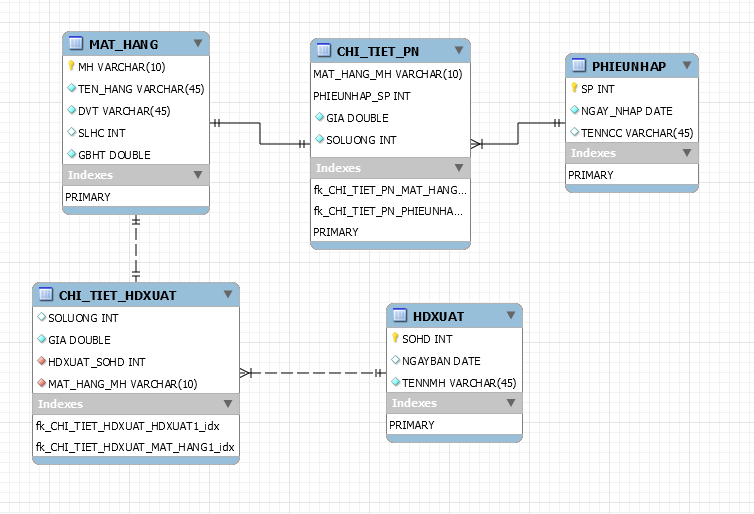 MAT_HANG
MH VARCHAR(10)
TEN_HANG VARCHAR(45)
DVT VARCHAR(45)
SLHC INT
GBHT DOUBLE
Indexes
PRIMARY
CHI_TIET_PN
MAT_HANG_MH VARCHAR(10)
PHIEUNHAP_SP INT
GIA DOUBLE
SOLUONG INT
Indexes
fk_CHI_TIET_PN_MAT_HANG...
fk_CHI_TIET_PN_PHIEUNHA...
PRIMARY
PHIEUNHAP
SP INT
NGAY_NHAP DATE
TENNCC VARCHAR(45)
Indexes
PRIMARY
CHI_TIET_HDXUAT
SOLUONG INT
GIA DOUBLE
HDXUAT_SOHD INT
MAT_HANG_MH VARCHAR(10)
Indexes
fk_CHI_TIET_HDXUAT_HDXUAT1_idx
fk_CHI_TIET_HDXUAT_MAT_HANG1_idx
HDXUAT
SOHD INT
NGAYBAN DATE
TENNMH VARCHAR(45)
Indexes
PRIMARY